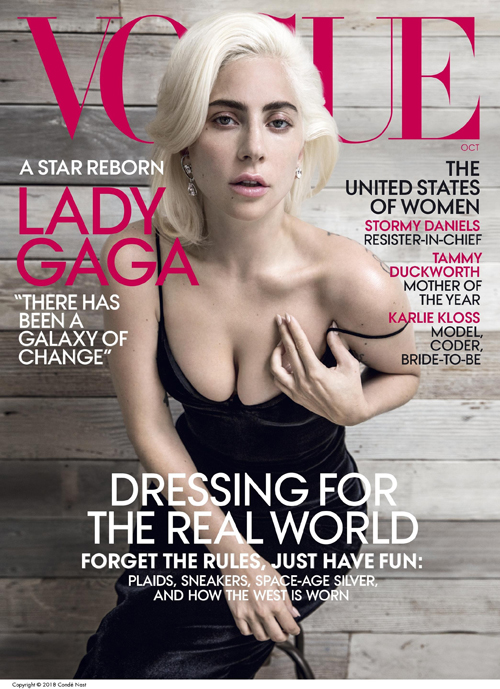 VOGUE
OCT
A STAR REBORN
LADY
GAGA
“THERE HAS
BEEN A
GALAXY OF
CHANGE”
THE
UNITED STATES
OF WOMEN
STORMY DANIELS
RESISTER-IN-CHIEF
TAMMY
DUCKWORTH
MOTHER OF
THE YEAR
KARLIE KLOSS
MODEL,
CODER,
BRIDE-TO-BE
DRESSING FOR
THE REAL WORLD
FORGET THE RULES, JUST HAVE FUN:
PLAIDS, SNEAKERS, SPACE-AGE SILVER,
AND HOW THE WEST IS WORN
Copyright © 2018 Condé Nast